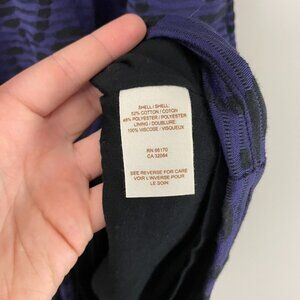 SHELL / SHELL
52% COTTON / COTON
48% POLYESTER / POLYESTER
LINING / DOUBLURE
100% VISCOSE / VISQUEUX
RN 66170
CA 32084
SEE REVERSE FOR CARE
VOIR L'INVERSE POUR
LE SOIN